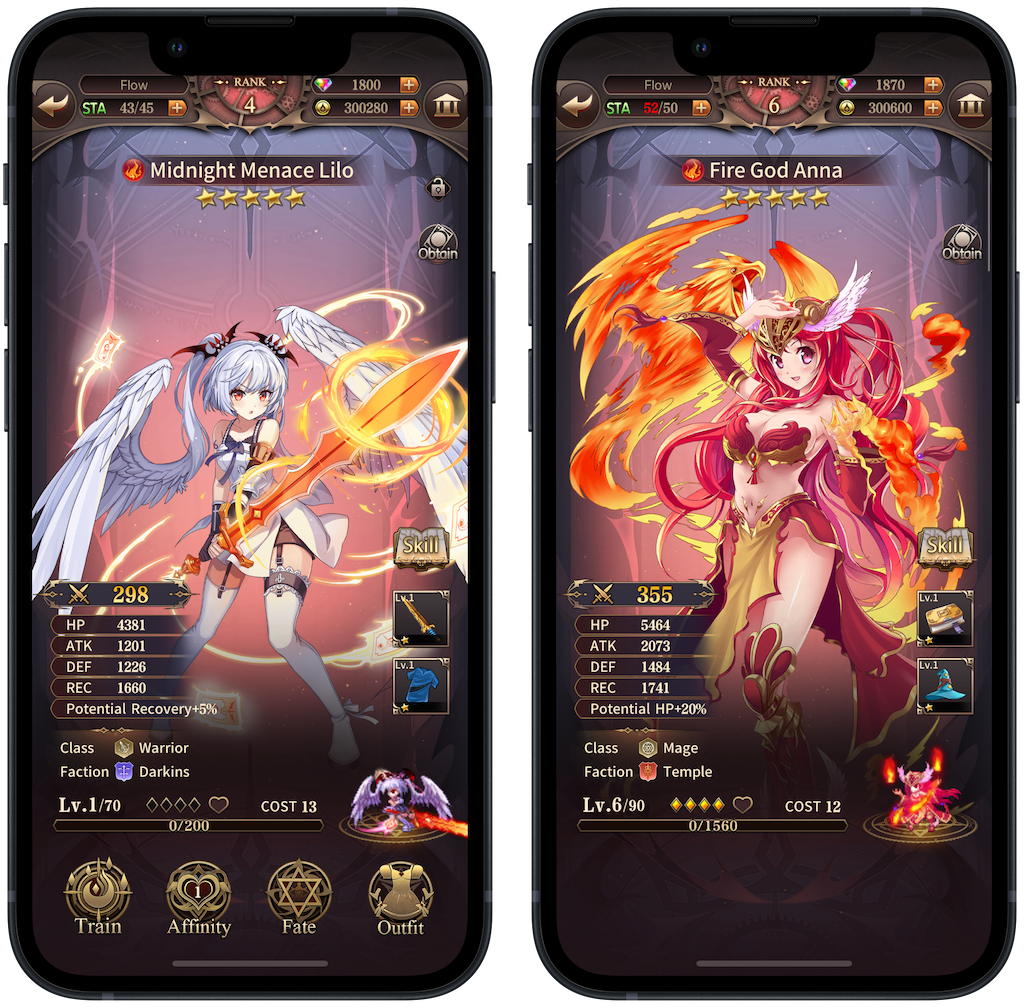 Flow
RANK
4
STA 43/45
1800
300280
Midnight Menace Lilo
Obtain
Skill
298
HP 4381
ATK 1201
DEF 1226
REC 1660
Potential Recovery+5%
Lv.1
Lv.1
Class Warrior
Faction Darkins
Lv.1/70
COST 13
0/200
Train
1
Affinity
Fate
Outfit
Flow
RANK
6
STA 52/50
1870
300600
Fire God Anna
Obtain
Skill
355
HP 5464
ATK 2073
DEF 1484
REC 1741
Potential HP+20%
Lv.1
Lv.1
Class Mage
Faction Temple
Lv.6/90
COST 12
0/1560